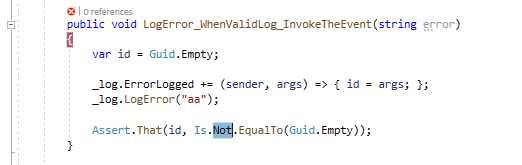 0 references
public void LogError_WhenValidLog_InvokeTheEvent(string error)
{
var id = Guid.Empty;
_log.ErrorLogged += (sender, args) => { id = args; };
_log.LogError("aa");
Assert.That(id, Is.Not.EqualTo(Guid.Empty));
}